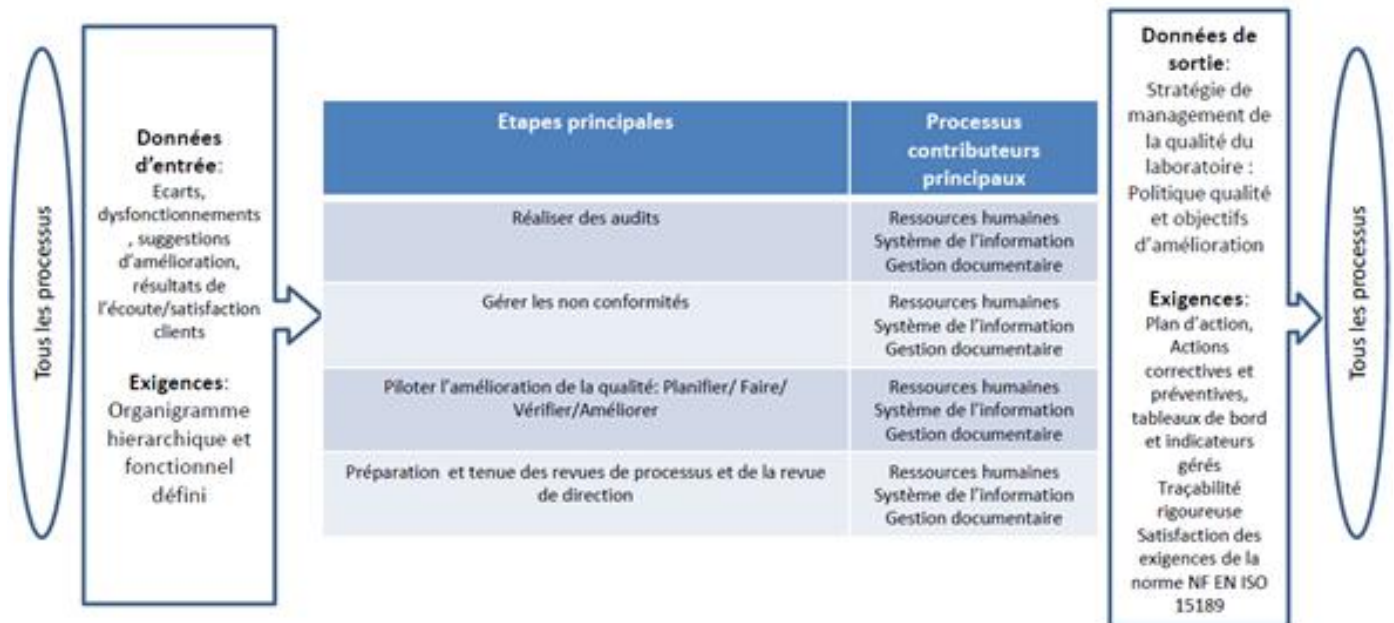 Tous les processus
Données
d'entrée:
Ecarts,
dysfonctionnements
, suggestions
d'amélioration,
résultats de
l'écoute/satisfaction
clients
Exigences:
Organigramme
hierarchique et
fonctionnel
défini
Etapes principales
Processus
contributeurs
principaux
Réaliser des audits
Ressources humaines
Système de l'information
Gestion documentaire
Gérer les non conformités
Ressources humaines
Système de l'information
Gestion documentaire
Piloter l'amélioration de la qualité: Planifier/ Faire/
Vérifier/Améliorer
Ressources humaines
Système de l'information
Gestion documentaire
Préparation et tenue des revues de processus et de la revue
de direction
Ressources humaines
Système de l'information
Gestion documentaire
Données de
sortie:
Stratégie de
management de
la qualité du
laboratoire :
Politique qualité
et objectifs
d'amélioration
Exigences:
Plan d'action,
Actions
correctives et
préventives,
tableaux de bord
et indicateurs
gérés
Traçabilité
rigoureuse
Satisfaction des
exigences de la
norme NF EN ISO
15189
Tous les processus